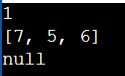 1
[7, 5, 6]
null